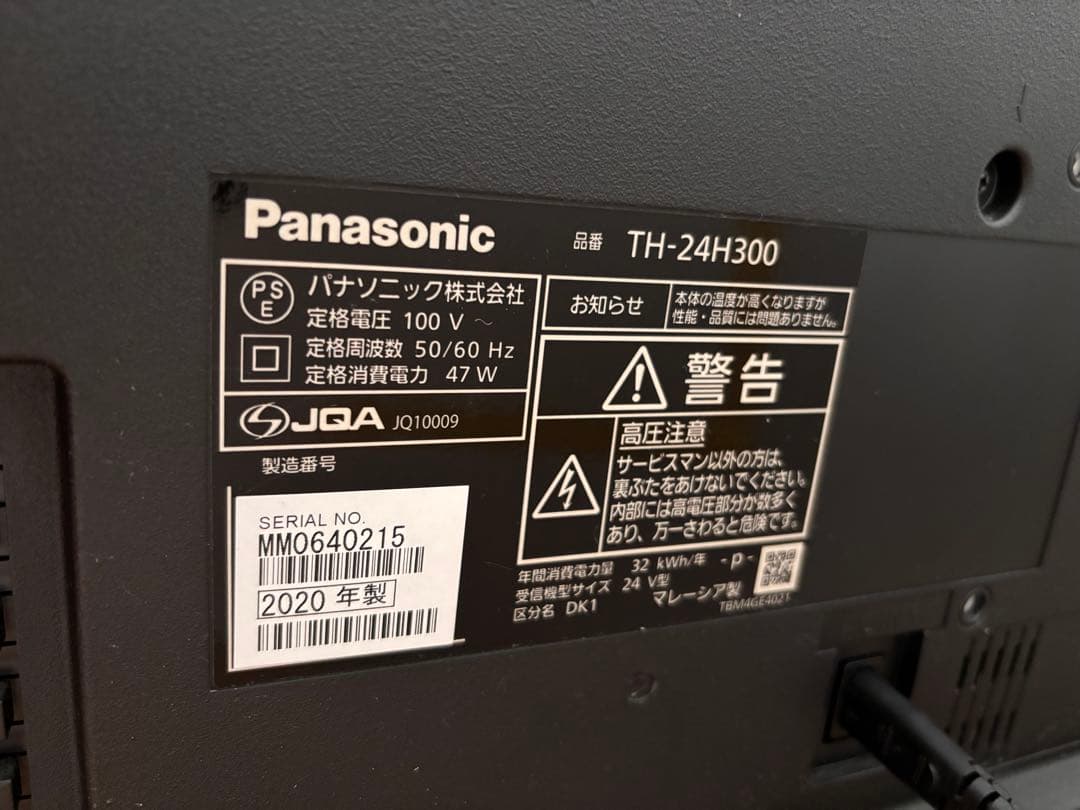 Panasonic
品番 TH-24H300
PS
E
パナソニック株式会社
定格電圧 100 V ～
定格周波数 50/60 Hz
定格消費電力 47 W
JQA JQ10009
製造番号
SERIAL NO.
MM0640215
2020 年製
お知らせ
本体の温度が高くなりますが
性能・品質には問題ありません。
警告
高圧注意
サービスマン以外の方は、
裏ぶたをあけないでください。
内部には高電圧部分が数多く
あり、万一さわると危険です。
年間消費電力量 32 kWh/年 -P-
受信機型サイズ 24 V型
区分名 DK1
マレーシア製
TBM4GE4021